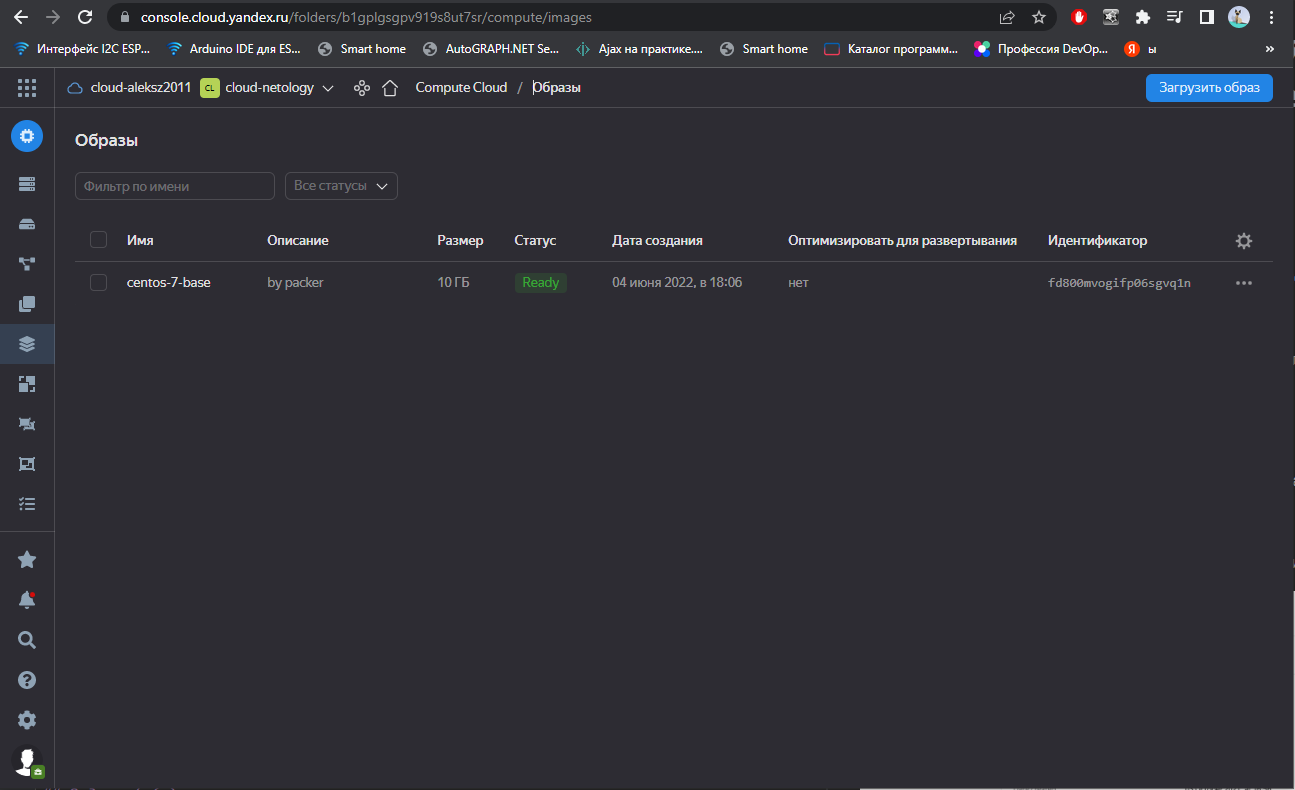 console.cloud.yandex.ru/folders/b1gplgsgpv919s8ut7sr/compute/images
Интерфейс I2C ESP... Arduino IDE для ES... Smart home AutoGRAPH.NET Se... Ajax на практике.... Smart home Каталог программ... Профессия DevOp... Я ы »
cloud-aleksz2011 CL cloud-netology Compute Cloud / Образы Загрузить образ
Образы
Фильтр по имени Все статусы
Имя Описание Размер Статус Дата создания Оптимизировать для развертывания Идентификатор
centos-7-base by packer 10 ГБ Ready 04 июня 2022, в 18:06 нет fd800mvogifp06sgvq1n